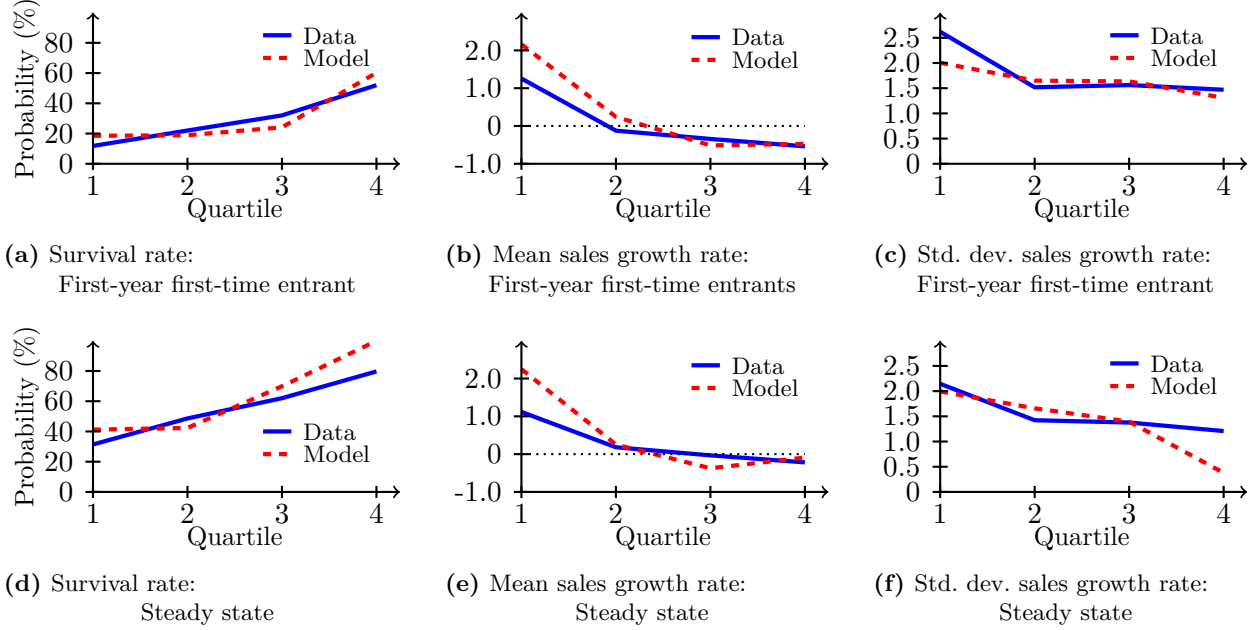 Probability (%)
80
60
40
20
0
1 2 3 4
Quartile
Data
Model
2.0
1.0
0
-1.0
1 2 3 4
Quartile
Data
Model
2.5
2.0
1.5
1.0
0.5
0
1 2 3 4
Quartile
Data
Model
(a) Survival rate:
First-year first-time entrant
(b) Mean sales growth rate:
First-year first-time entrants
(c) Std. dev. sales growth rate:
First-year first-time entrant
Probability (%)
80
60
40
20
0
1 2 3 4
Quartile
Data
Model
2.0
1.0
0
-1.0
1 2 3 4
Quartile
Data
Model
2.5
2.0
1.5
1.0
0.5
0
1 2 3 4
Quartile
Data
Model
(d) Survival rate:
Steady state
(e) Mean sales growth rate:
Steady state
(f) Std. dev. sales growth rate:
Steady state